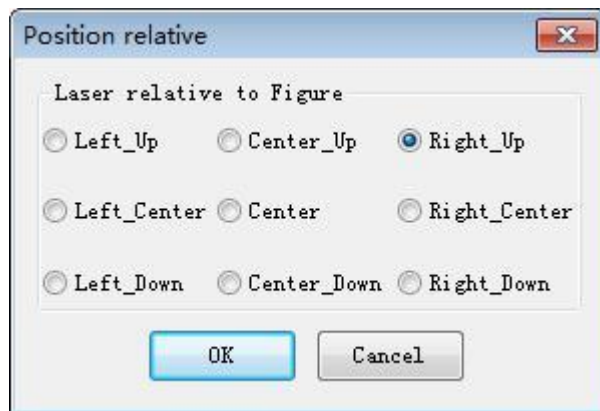 Position relative
Laser relative to Figure
Left_Up Center_Up Right_Up
Left_Center Center Right_Center
Left_Down Center_Down Right_Down
OK Cancel